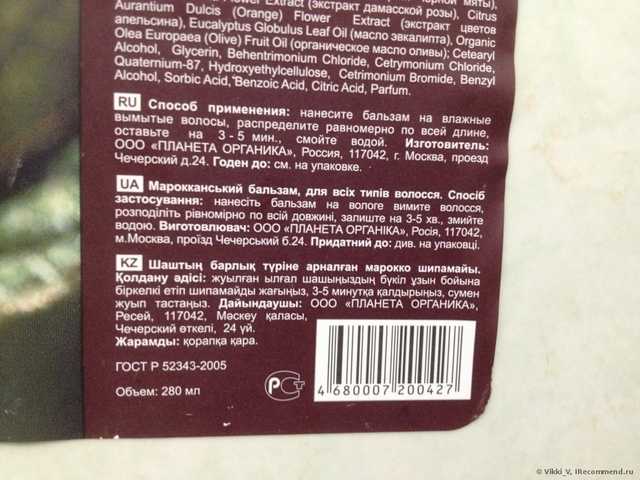 Flower Extract (экстракт дамасской розы), Citrus
Aurantium Dulcis (Orange) Flower Extract (экстракт цветов
апельсина), Eucalyptus Globulus Leaf Oil (масло эвкалипта), Organic
Olea Europaea (Olive) Fruit Oil (органическое масло оливы); Cetearyl
Alcohol, Glycerin, Behentrimonium Chloride, Cetrymonium Chloride,
Quaternium-87, Hydroxyethylcellulose, Cetrimonium Bromide, Benzyl
Alcohol, Sorbic Acid, Benzoic Acid, Citric Acid, Parfum.
RU Способ применения: нанесите бальзам на влажные
вымытые волосы, распределите равномерно по всей длине,
оставьте на 3 - 5 мин., смойте водой. Изготовитель:
ООО «ПЛАНЕТА ОРГАНИКА», Россия, 117042, г. Москва, проезд
Чечерский д.24. Годен до: см. на упаковке.
UA Марокканський бальзам, для всіх типів волосся. Спосіб
застосування: нанесіть бальзам на вологе вимите волосся,
розподіліть рівномірно по всій довжині, залиште на 3-5 хв., змийте
водою. Виготовлювач: ООО «ПЛАНЕТА ОРГАНІКА», Росія, 117042,
м.Москва, проїзд Чечерський б.24. Придатний до: див. на упаковці.
KZ Шаштың барлық түріне арналған марокко шипамайы.
Қолдану әдісі: жуылған ылғал шашыңыздың бүкіл ұзын бойына
біркелкі етіп шипамайды жағыңыз, 3-5 минутқа қалдырыңыз, сумен
жуып тастаңыз. Дайындаушы: ООО «ПЛАНЕТА ОРГАНИКА»,
Ресей, 117042, Мәскеу қаласы,
Чечерский өткелі, 24 үй.
Жарамды: қорапқа қара.
ГОСТ Р 52343-2005
Объем: 280 мл
РСТ
4 680007 200427
© Vikki_V, IRecommend.ru